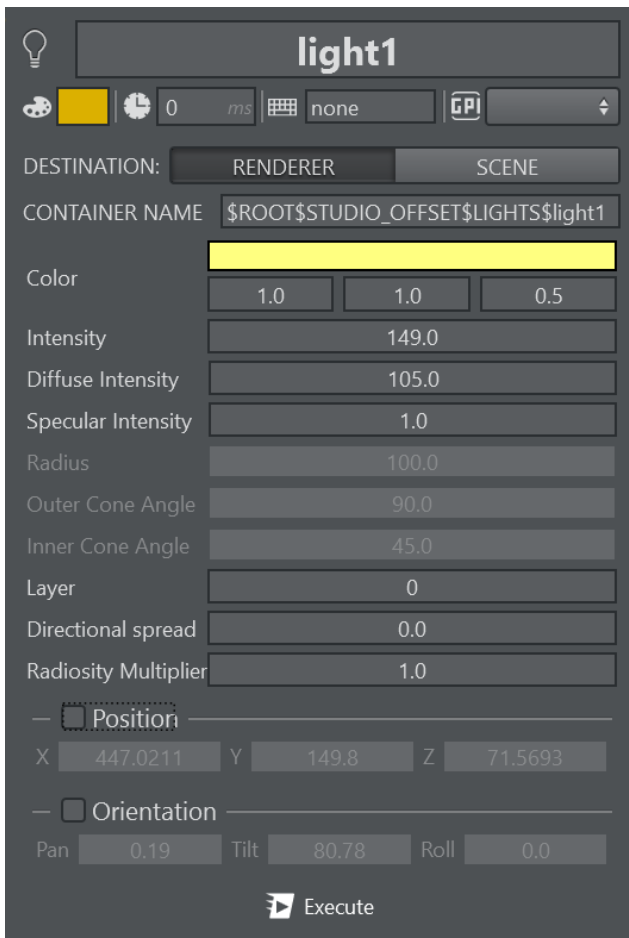 light1
0 ms none GPI
DESTINATION: RENDERER SCENE
CONTAINER NAME $ROOT$STUDIO_OFFSET$LIGHTS$light1
Color
1.0 1.0 0.5
Intensity 149.0
Diffuse Intensity 105.0
Specular Intensity 1.0
Radius 100.0
Outer Cone Angle 90.0
Inner Cone Angle 45.0
Layer 0
Directional spread 0.0
Radiosity Multiplier 1.0
Position
X 447.0211 Y 149.8 Z 71.5693
Orientation
Pan 0.19 Tilt 80.78 Roll 0.0
Execute